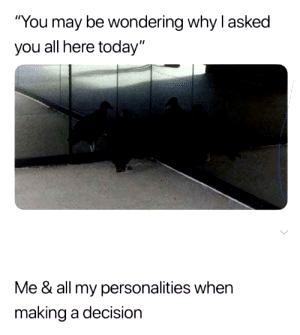 "You may be wondering why I asked
you all here today"
Me & all my personalities when
making a decision